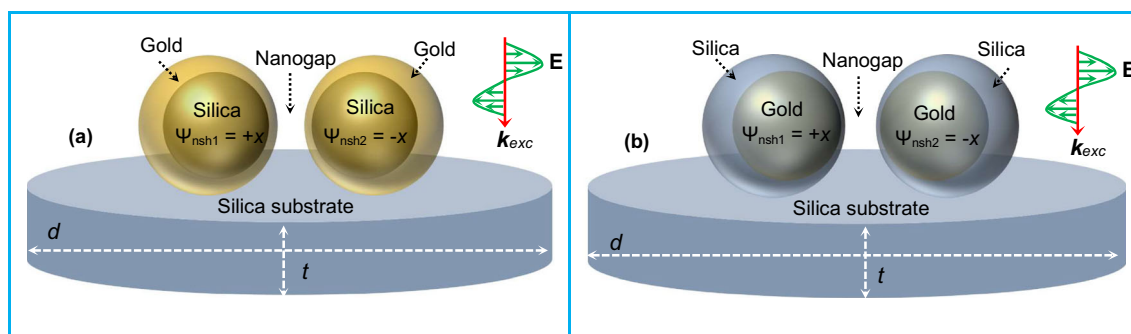 Gold
Nanogap
Gold
E
Silica
Ψnsh1 = +x
Silica
Ψnsh2 = -x
(a)
kexc
Silica substrate
d
t
Silica
Nanogap
Silica
E
Gold
Ψnsh1 = +x
Gold
Ψnsh2 = -x
(b)
kexc
Silica substrate
d
t